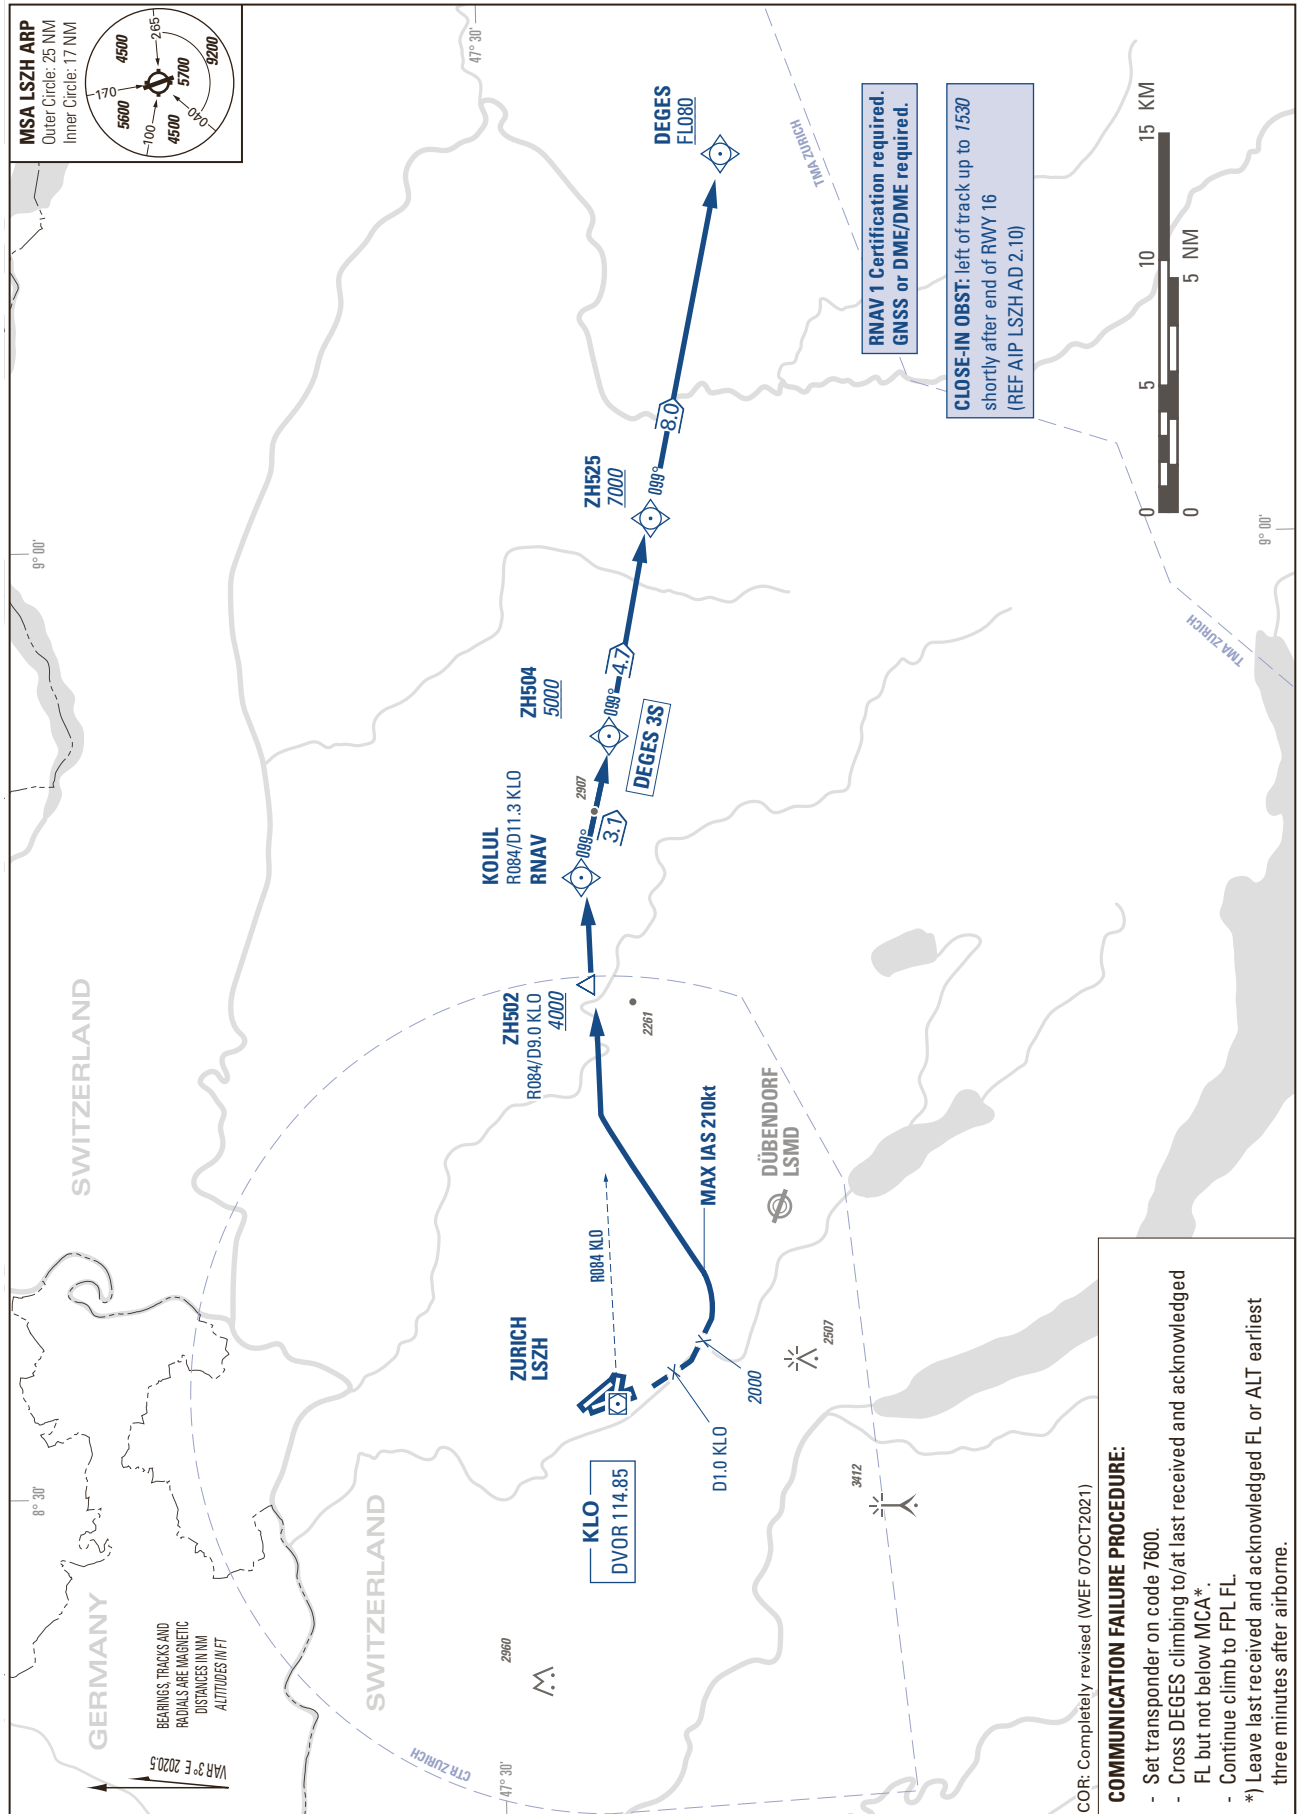 MSA LSZH ARP
Outer Circle: 25 NM
Inner Circle: 17 NM
170
265
040
100
4500
5600
5700
4500
9200
47° 30'
9° 00'
8° 30'
47° 30'
9° 00'
DEGES
FL080
TMA ZURICH
RNAV 1 Certification required.
GNSS or DME/DME required.
CLOSE-IN OBST: left of track up to 1530
shortly after end of RWY 16
(REF AIP LSZH AD 2.10)
0 5 10 15 KM
0 5 NM
TMA ZURICH
8.0
099°
ZH525
7000
4.7
099°
ZH504
5000
DEGES 3S
2907
3.1
099°
KOLUL
R084/D11.3 KLO
RNAV
ZH502
R084/D9.0 KLO
4000
2261
SWITZERLAND
DÜBENDORF
LSMD
MAX IAS 210kt
R084 KLO
ZURICH
LSZH
2000
2507
D1.0 KLO
3412
KLO
DVOR 114.85
SWITZERLAND
GERMANY
2960
CTR ZURICH
BEARINGS, TRACKS AND
RADIALS ARE MAGNETIC
DISTANCES IN NM
ALTITUDES IN FT
VAR 3° E 2020.5
COR: Completely revised (WEF 07OCT2021)
COMMUNICATION FAILURE PROCEDURE:
- Set transponder on code 7600.
- Cross DEGES climbing to/at last received and acknowledged
FL but not below MCA*.
- Continue climb to FPL FL.
*) Leave last received and acknowledged FL or ALT earliest
three minutes after airborne.